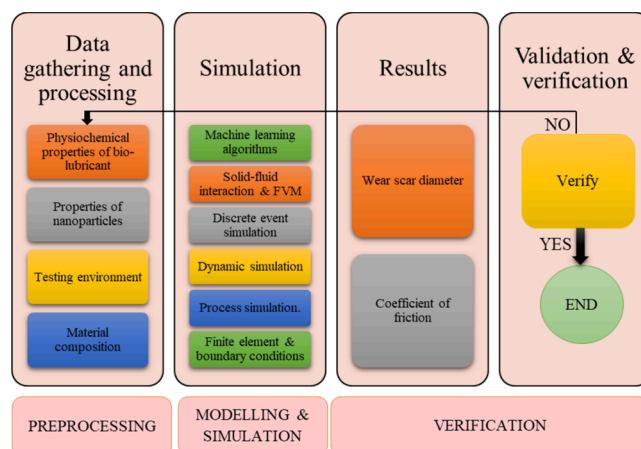 Data
gathering and
processing
Physiochemical
properties of bio-
lubricant
Properties of
nanoparticles
Testing environment
Material
composition
Simulation
Machine learning
algorithms
Solid-fluid
interaction & FVM
Discrete event
simulation
Dynamic simulation
Process simulation.
Finite element &
boundary conditions
Results
Wear scar diameter
Coefficient of
friction
Validation &
verification
NO
Verify
YES
END
PREPROCESSING
MODELLING &
SIMULATION
VERIFICATION